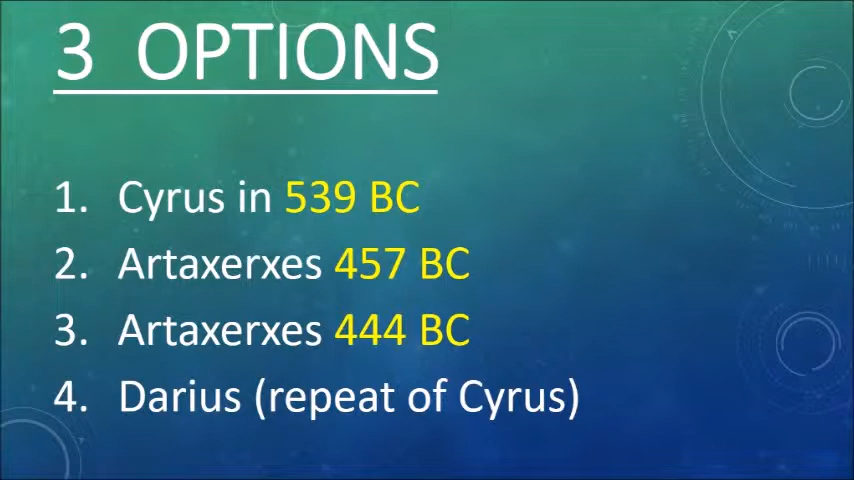 3 OPTIONS
1. Cyrus in 539 BC
2. Artaxerxes 457 BC
3. Artaxerxes 444 BC
4. Darius (repeat of Cyrus)